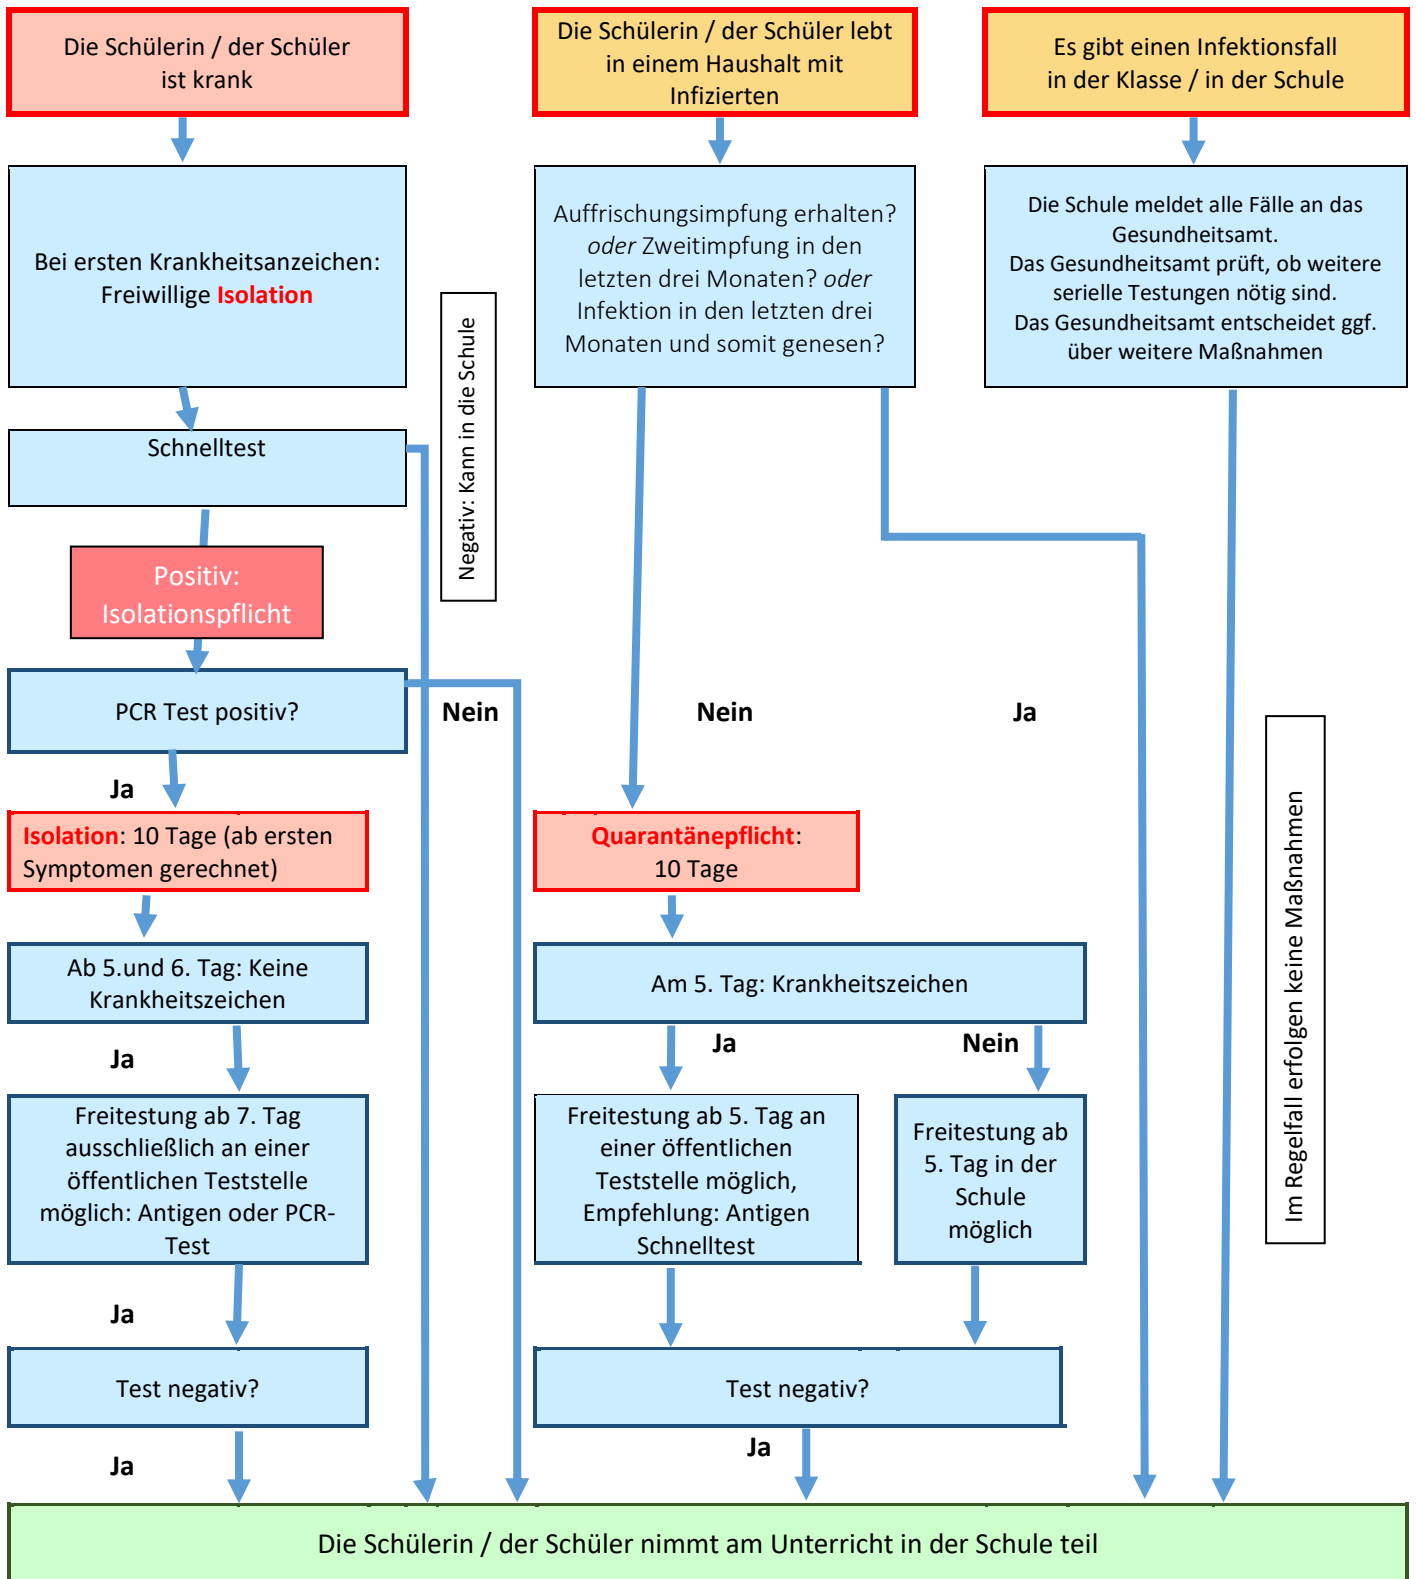 Die Schülerin / der Schüler
ist krank
Die Schülerin / der Schüler lebt
in einem Haushalt mit
Infizierten
Es gibt einen Infektionsfall
in der Klasse / in der Schule
Bei ersten Krankheitsanzeichen:
Freiwillige Isolation
Auffrischungsimpfung erhalten?
oder Zweitimpfung in den
letzten drei Monaten? oder
Infektion in den letzten drei
Monaten und somit genesen?
Die Schule meldet alle Fälle an das
Gesundheitsamt.
Das Gesundheitsamt prüft, ob weitere
serielle Testungen nötig sind.
Das Gesundheitsamt entscheidet ggf.
über weitere Maßnahmen
Schnelltest
Negativ: Kann in die Schule
Positiv:
Isolationspflicht
PCR Test positiv?
Nein
Nein
Ja
Ja
Isolation: 10 Tage (ab ersten
Symptomen gerechnet)
Quarantänepflicht:
10 Tage
Im Regelfall erfolgen keine Maßnahmen
Ab 5.und 6. Tag: Keine
Krankheitszeichen
Am 5. Tag: Krankheitszeichen
Ja
Ja
Nein
Freitestung ab 7. Tag
ausschließlich an einer
öffentlichen Teststelle
möglich: Antigen oder PCR-
Test
Freitestung ab 5. Tag an
einer öffentlichen
Teststelle möglich,
Empfehlung: Antigen
Schnelltest
Freitestung ab
5. Tag in der
Schule
möglich
Ja
Test negativ?
Test negativ?
Ja
Ja
Die Schülerin / der Schüler nimmt am Unterricht in der Schule teil